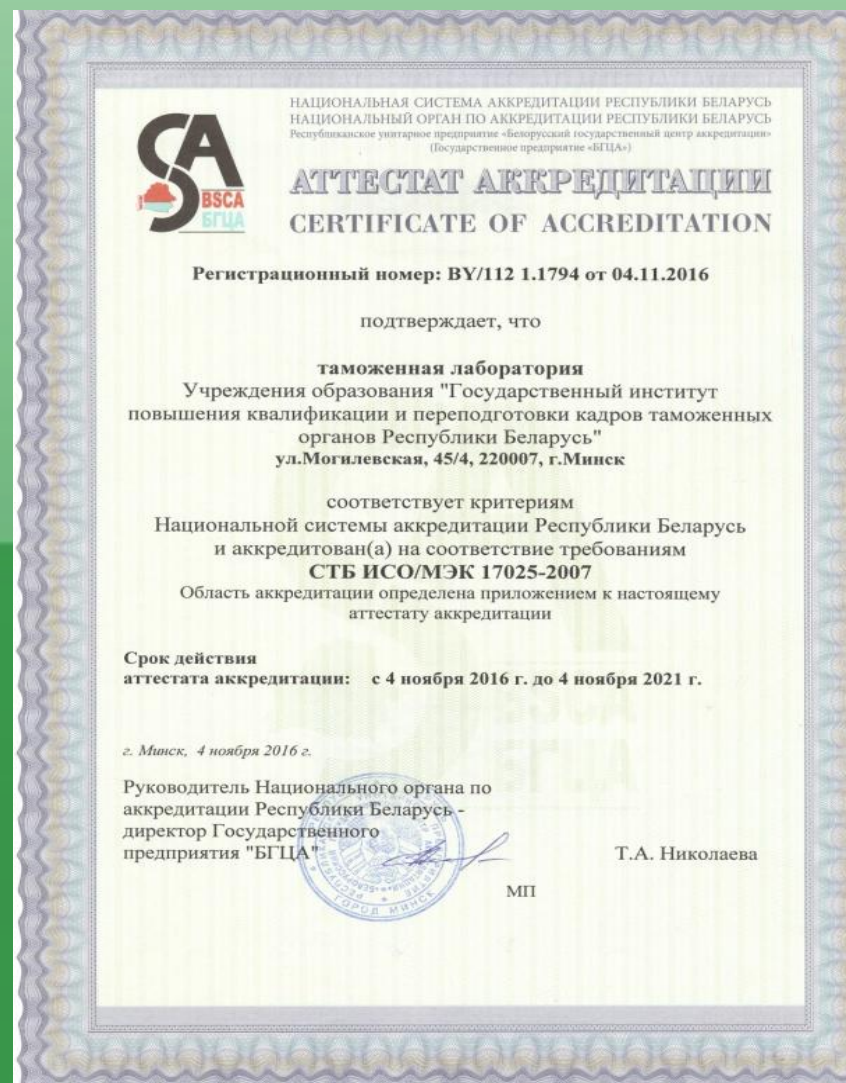 НАЦИОНАЛЬНАЯ СИСТЕМА АККРЕДИТАЦИИ РЕСПУБЛИКИ БЕЛАРУСЬ
НАЦИОНАЛЬНЫЙ ОРГАН ПО АККРЕДИТАЦИИ РЕСПУБЛИКИ БЕЛАРУСЬ
Республиканское унитарное предприятие «Белорусский государственный центр аккредитации»
(Государственное предприятие «БГЦА»)
BSCA
БГЦА
АТТЕСТАТ АККРЕДИТАЦИИ
CERTIFICATE OF ACCREDITATION
Регистрационный номер: BY/112 1.1794 от 04.11.2016
подтверждает, что
таможенная лаборатория
Учреждения образования "Государственный институт
повышения квалификации и переподготовки кадров таможенных
органов Республики Беларусь"
ул.Могилевская, 45/4, 220007, г.Минск
соответствует критериям
Национальной системы аккредитации Республики Беларусь
и аккредитован(а) на соответствие требованиям
СТБ ИСО/МЭК 17025-2007
Область аккредитации определена приложением к настоящему
аттестату аккредитации
Срок действия
аттестата аккредитации: с 4 ноября 2016 г. до 4 ноября 2021 г.
г. Минск, 4 ноября 2016 г.
Руководитель Национального органа по
аккредитации Республики Беларусь -
директор Государственного
предприятия "БГЦА"
Т.А. Николаева
МП
ГОРОД МИНСК